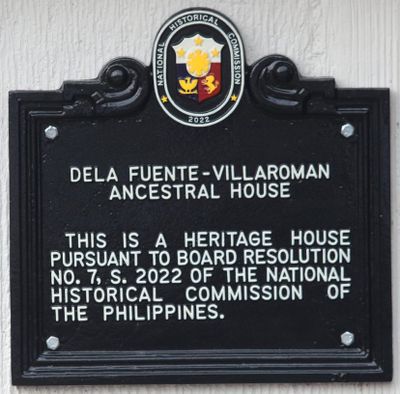 NATIONAL HISTORICAL COMMISSION
2022
DELA FUENTE-VILLAROMAN
ANCESTRAL HOUSE
THIS IS A HERITAGE HOUSE
PURSUANT TO BOARD RESOLUTION
NO. 7, S. 2022 OF THE NATIONAL
HISTORICAL COMMISSION OF
THE PHILIPPINES.